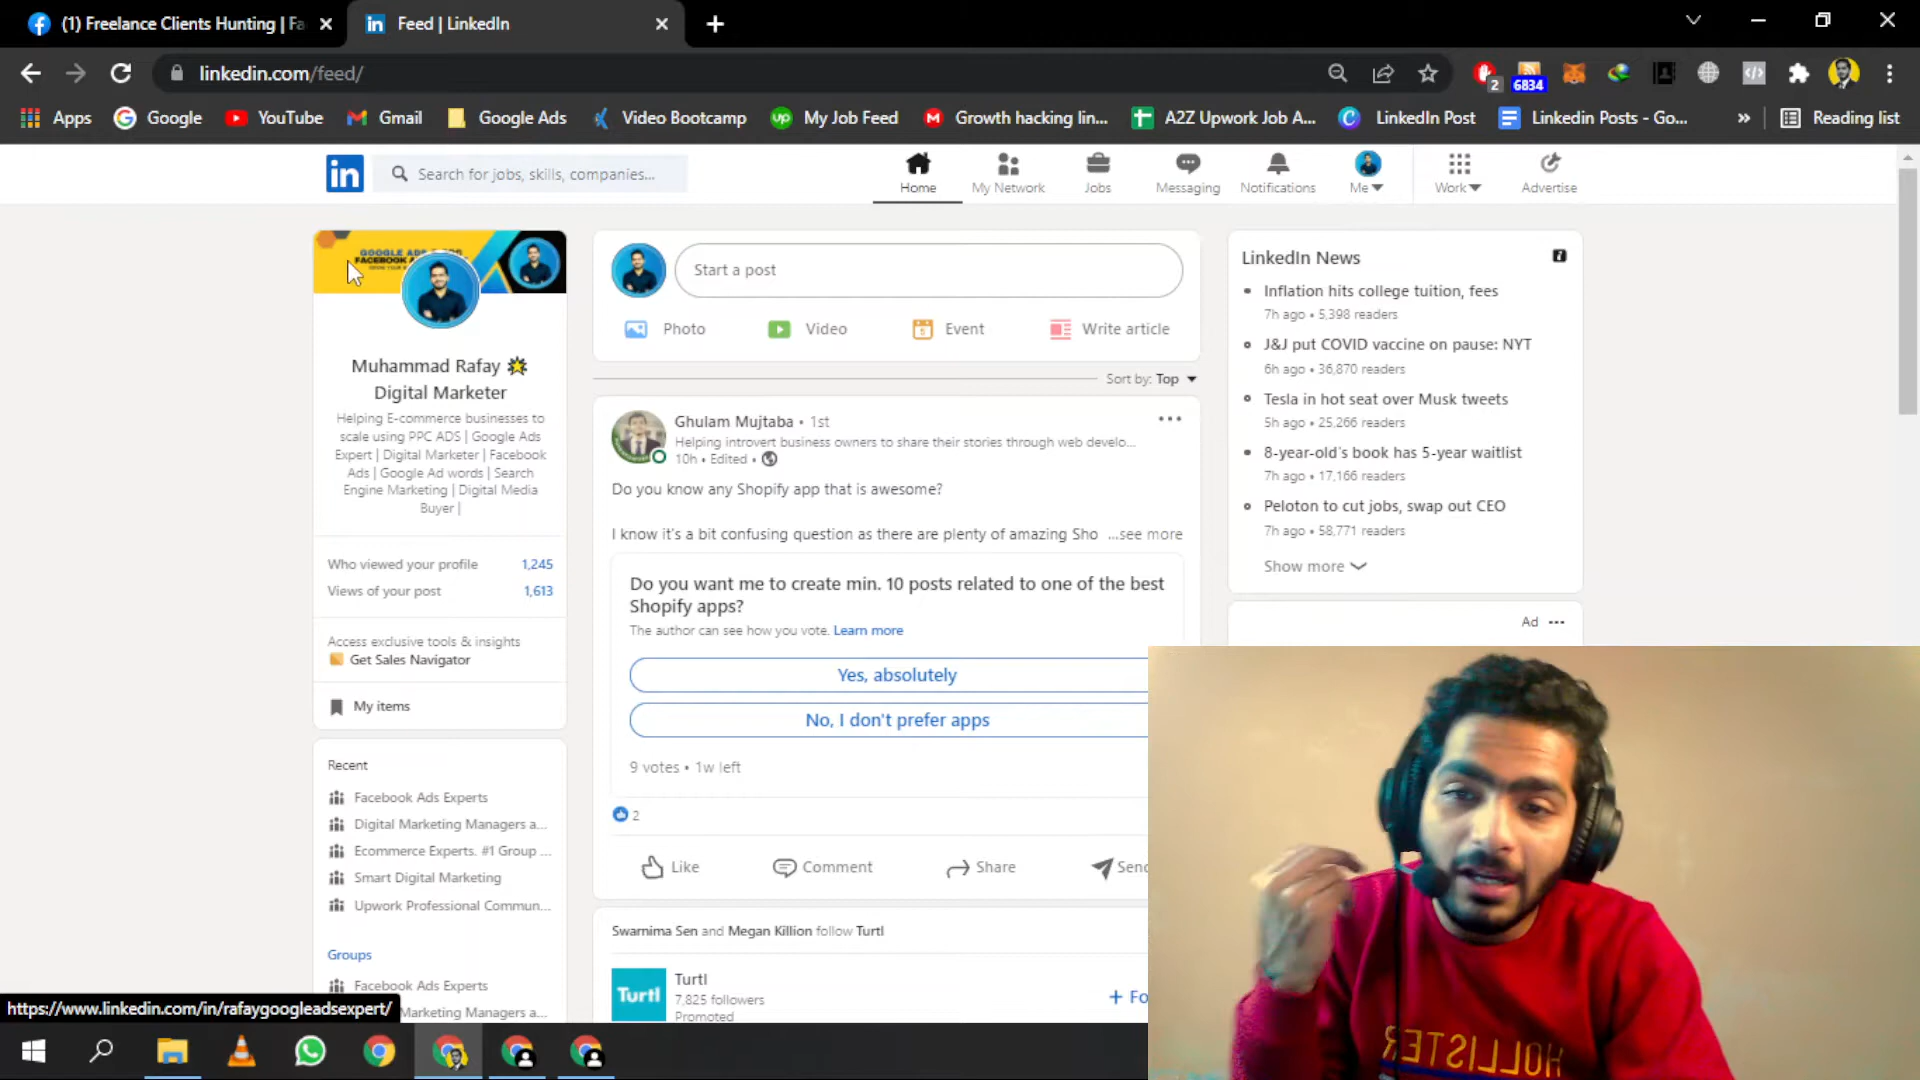 (1) Freelance Clients Hunting | Fa
Feed | LinkedIn
linkedin.com/feed/
2
6834
Apps
Google
YouTube
Gmail
Google Ads
Video Bootcamp
My Job Feed
Growth hacking lin...
A2Z Upwork Job A...
LinkedIn Post
Linkedin Posts - Go...
Reading list
in
Search for jobs, skills, companies...
Home
My Network
Jobs
Messaging
Notifications
Me
Work
Advertise
Muhammad Rafay
Digital Marketer
Helping E-commerce businesses to
scale using PPC ADS | Google Ads
Expert | Digital Marketer | Facebook
Ads | Google Ad words | Search
Engine Marketing | Digital Media
Buyer |
Who viewed your profile 1,245
Views of your post 1,613
Access exclusive tools & insights
Get Sales Navigator
My items
Recent
Facebook Ads Experts
Digital Marketing Managers a...
Ecommerce Experts. #1 Group ...
Smart Digital Marketing
Upwork Professional Commun...
Groups
Facebook Ads Experts
Marketing Managers a...
https://www.linkedin.com/in/rafaygoogleadsexpert/
Start a post
Photo
Video
Event
Write article
Sort by: Top
Ghulam Mujtaba • 1st
Helping introvert business owners to share their stories through web develo...
10h • Edited •
Do you know any Shopify app that is awesome?
I know it's a bit confusing question as there are plenty of amazing Sho ...see more
Do you want me to create min. 10 posts related to one of the best
Shopify apps?
The author can see how you vote. Learn more
Yes, absolutely
No, I don't prefer apps
9 votes • 1w left
2
Like
Comment
Share
Send
Swarnima Sen and Megan Killion follow Turtl
Turtl
Turtl
7,825 followers
Promoted
+ Fo
LinkedIn News
Inflation hits college tuition, fees
7h ago • 5,398 readers
J&J put COVID vaccine on pause: NYT
6h ago • 36,870 readers
Tesla in hot seat over Musk tweets
5h ago • 25,266 readers
8-year-old's book has 5-year waitlist
7h ago • 17,166 readers
Peloton to cut jobs, swap out CEO
7h ago • 58,771 readers
Show more
Ad
HOLLISTER